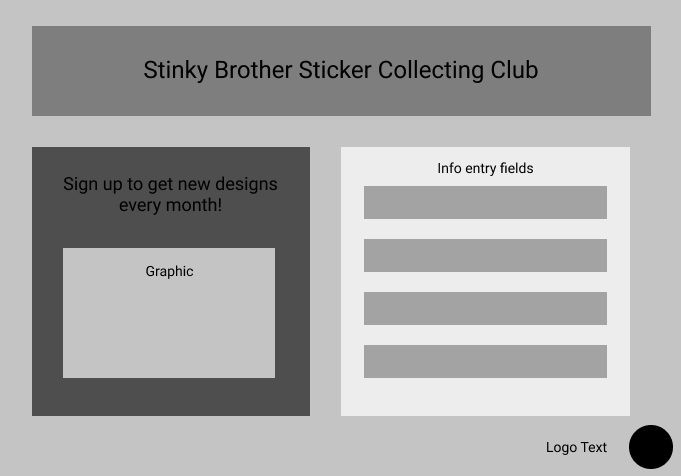 Stinky Brother Sticker Collecting Club
Sign up to get new designs
every month!
Graphic
Info entry fields
Logo Text